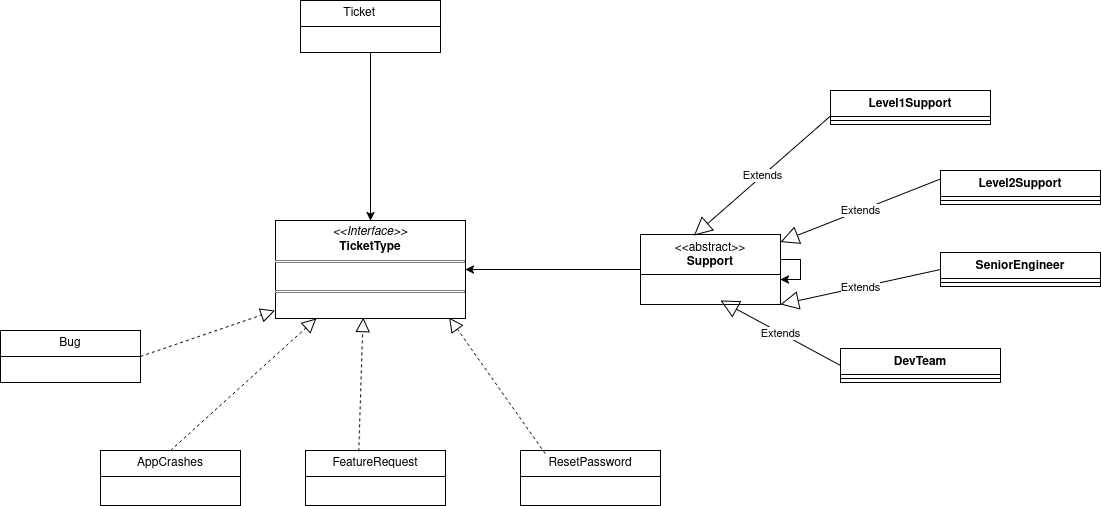 Ticket
Level1Support
Extends
Level2Support
Extends
<<Interface>>
TicketType
<<abstract>>
Support
SeniorEngineer
Extends
Extends
Bug
DevTeam
AppCrashes
FeatureRequest
ResetPassword